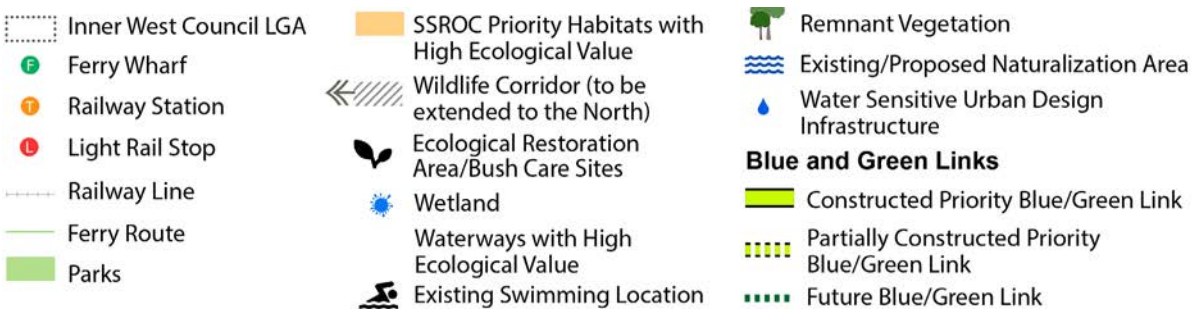 Inner West Council LGA
F Ferry Wharf
T Railway Station
L Light Rail Stop
Railway Line
Ferry Route
Parks
SSROC Priority Habitats with
High Ecological Value
Wildlife Corridor (to be
extended to the North)
Ecological Restoration
Area/Bush Care Sites
Wetland
Waterways with High
Ecological Value
Existing Swimming Location
Remnant Vegetation
Existing/Proposed Naturalization Area
Water Sensitive Urban Design
Infrastructure
Blue and Green Links
Constructed Priority Blue/Green Link
Partially Constructed Priority
Blue/Green Link
Future Blue/Green Link